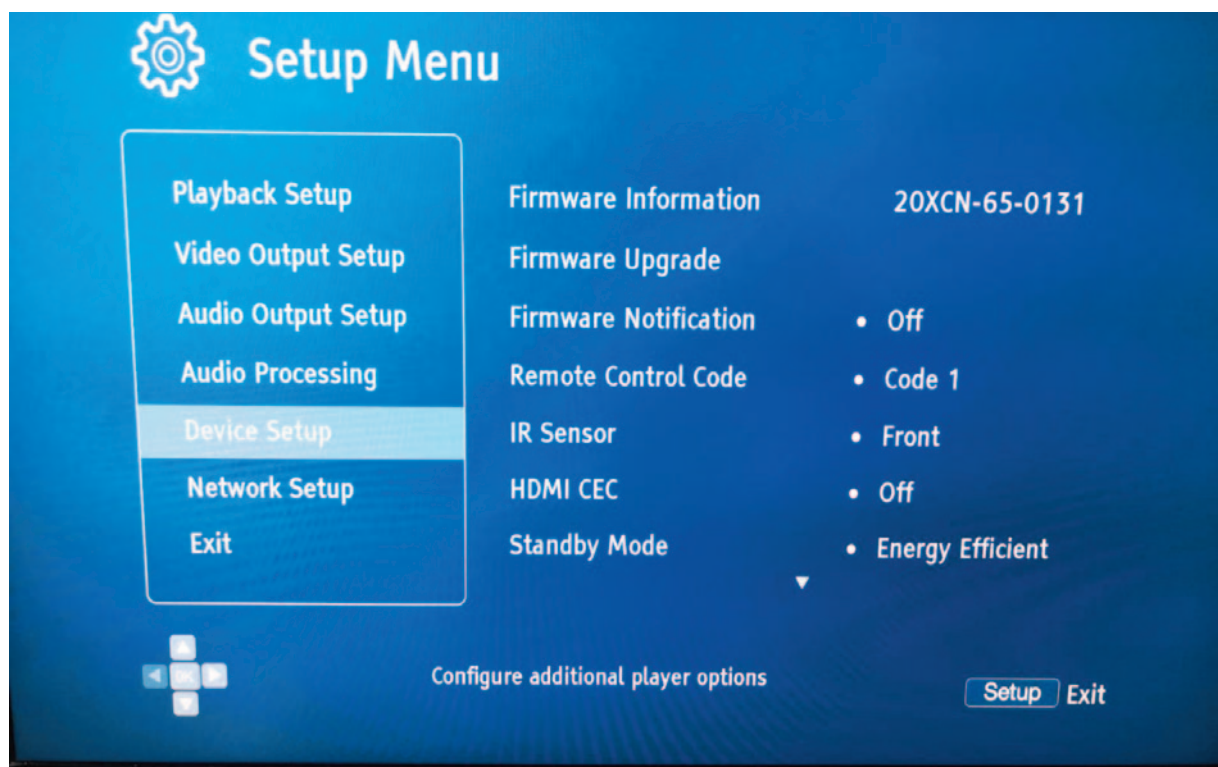 Setup Menu
Playback Setup
Video Output Setup
Audio Output Setup
Audio Processing
Device Setup
Network Setup
Exit
Firmware Information 20XCN-65-0131
Firmware Upgrade
Firmware Notification • Off
Remote Control Code • Code 1
IR Sensor • Front
HDMI CEC • Off
Standby Mode • Energy Efficient
OK
Configure additional player options
Setup Exit